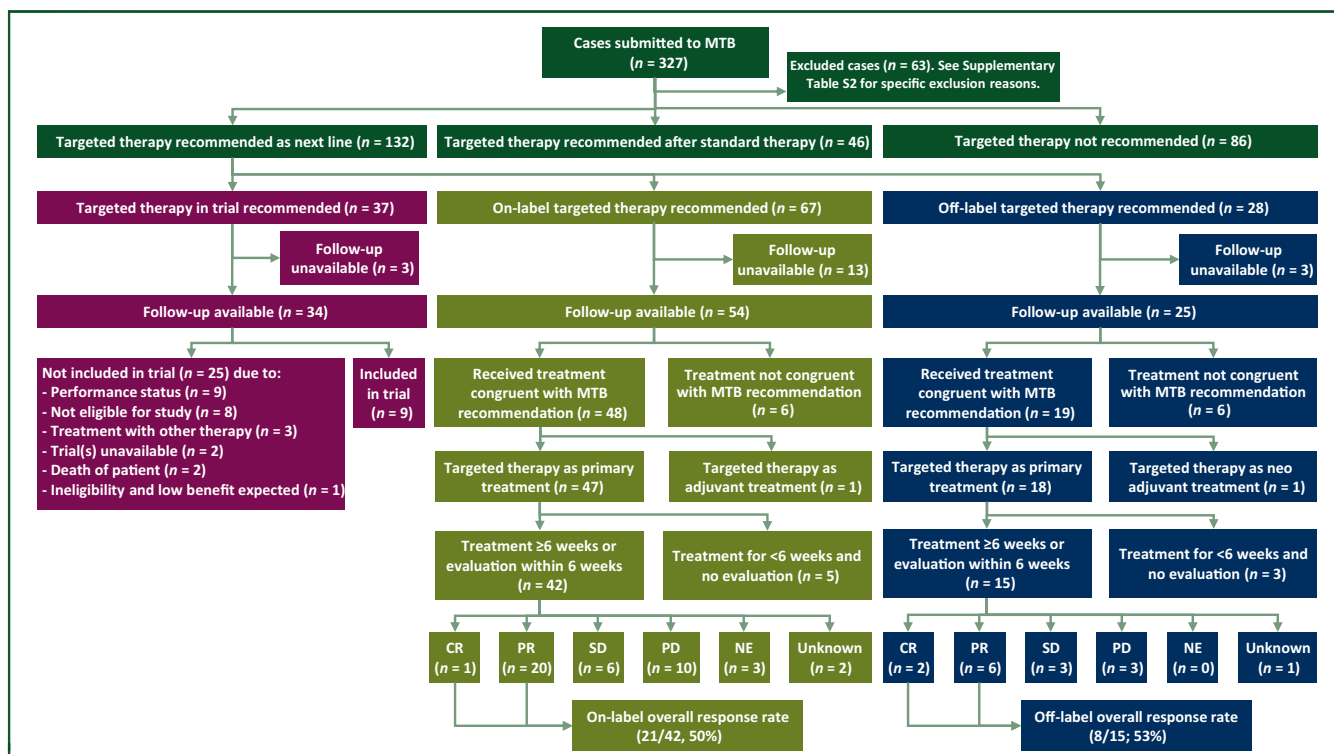 Cases submitted to MTB
(n = 327)
Excluded cases (n = 63). See Supplementary
Table S2 for specific exclusion reasons.
Targeted therapy recommended as next line (n = 132)
Targeted therapy recommended after standard therapy (n = 46)
Targeted therapy not recommended (n = 86)
Targeted therapy in trial recommended (n = 37)
On-label targeted therapy recommended (n = 67)
Off-label targeted therapy recommended (n = 28)
Follow-up
unavailable (n = 3)
Follow-up
unavailable (n = 13)
Follow-up
unavailable (n = 3)
Follow-up available (n = 34)
Follow-up available (n = 54)
Follow-up available (n = 25)
Not included in trial (n = 25) due to:
- Performance status (n = 9)
- Not eligible for study (n = 8)
- Treatment with other therapy (n = 3)
- Trial(s) unavailable (n = 2)
- Death of patient (n = 2)
- Ineligibility and low benefit expected (n = 1)
Included
in trial
(n = 9)
Received treatment
congruent with MTB
recommendation (n = 48)
Treatment not congruent
with MTB recommendation
(n = 6)
Received treatment
congruent with MTB
recommendation (n = 19)
Treatment not congruent
with MTB recommendation
(n = 6)
Targeted therapy as primary
treatment (n = 47)
Targeted therapy as
adjuvant treatment (n = 1)
Targeted therapy as primary
treatment (n = 18)
Targeted therapy as neo
adjuvant treatment (n = 1)
Treatment ≥6 weeks or
evaluation within 6 weeks
(n = 42)
Treatment for <6 weeks and
no evaluation (n = 5)
Treatment ≥6 weeks or
evaluation within 6 weeks
(n = 15)
Treatment for <6 weeks and
no evaluation (n = 3)
CR
(n = 1)
PR
(n = 20)
SD
(n = 6)
PD
(n = 10)
NE
(n = 3)
Unknown
(n = 2)
CR
(n = 2)
PR
(n = 6)
SD
(n = 3)
PD
(n = 3)
NE
(n = 0)
Unknown
(n = 1)
On-label overall response rate
(21/42, 50%)
Off-label overall response rate
(8/15; 53%)